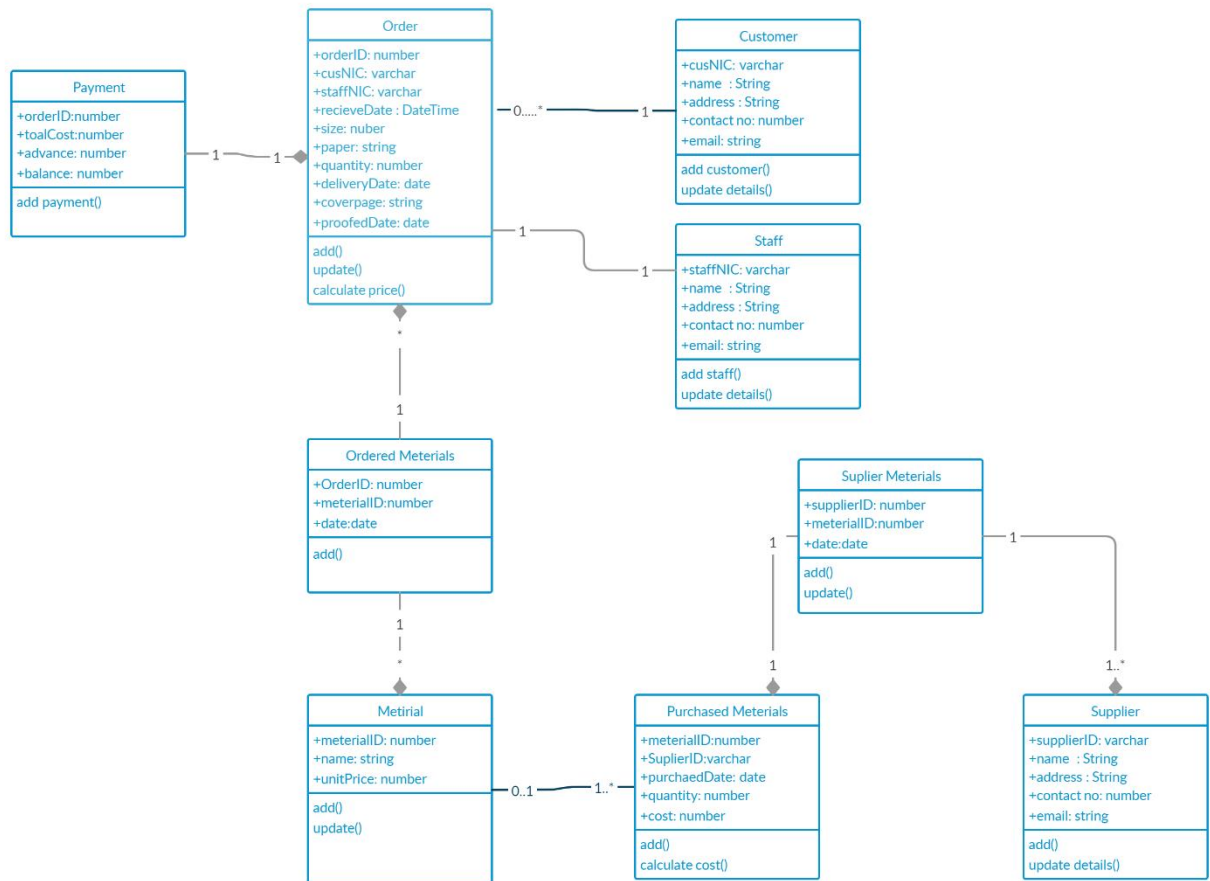 Order
+orderID: number
+cusNIC: varchar
+staffNIC: varchar
+recieveDate : DateTime
+size: nuber
+paper: string
+quantity: number
+deliveryDate: date
+coverpage: string
+proofedDate: date
add()
update()
calculate price()
Customer
+cusNIC: varchar
+name : String
+address : String
+contact no: number
+email: string
add customer()
update details()
Payment
+orderID:number
+toalCost:number
+advance: number
+balance: number
add payment()
1
1
0.....*
1
Staff
+staffNIC: varchar
+name : String
+address : String
+contact no: number
+email: string
add staff()
update details()
1
1
*
1
Ordered Meterials
+OrderID: number
+meterialID:number
+date:date
add()
Suplier Meterials
+supplierID: number
+meterialID:number
+date:date
add()
update()
1
1
1
*
1
1..*
Metirial
+meterialID: number
+name: string
+unitPrice: number
add()
update()
0..1
1..*
Purchased Meterials
+meterialID:number
+SuplierID:varchar
+purchaedDate: date
+quantity: number
+cost: number
add()
calculate cost()
Supplier
+supplierID: varchar
+name : String
+address : String
+contact no: number
+email: string
add()
update details()